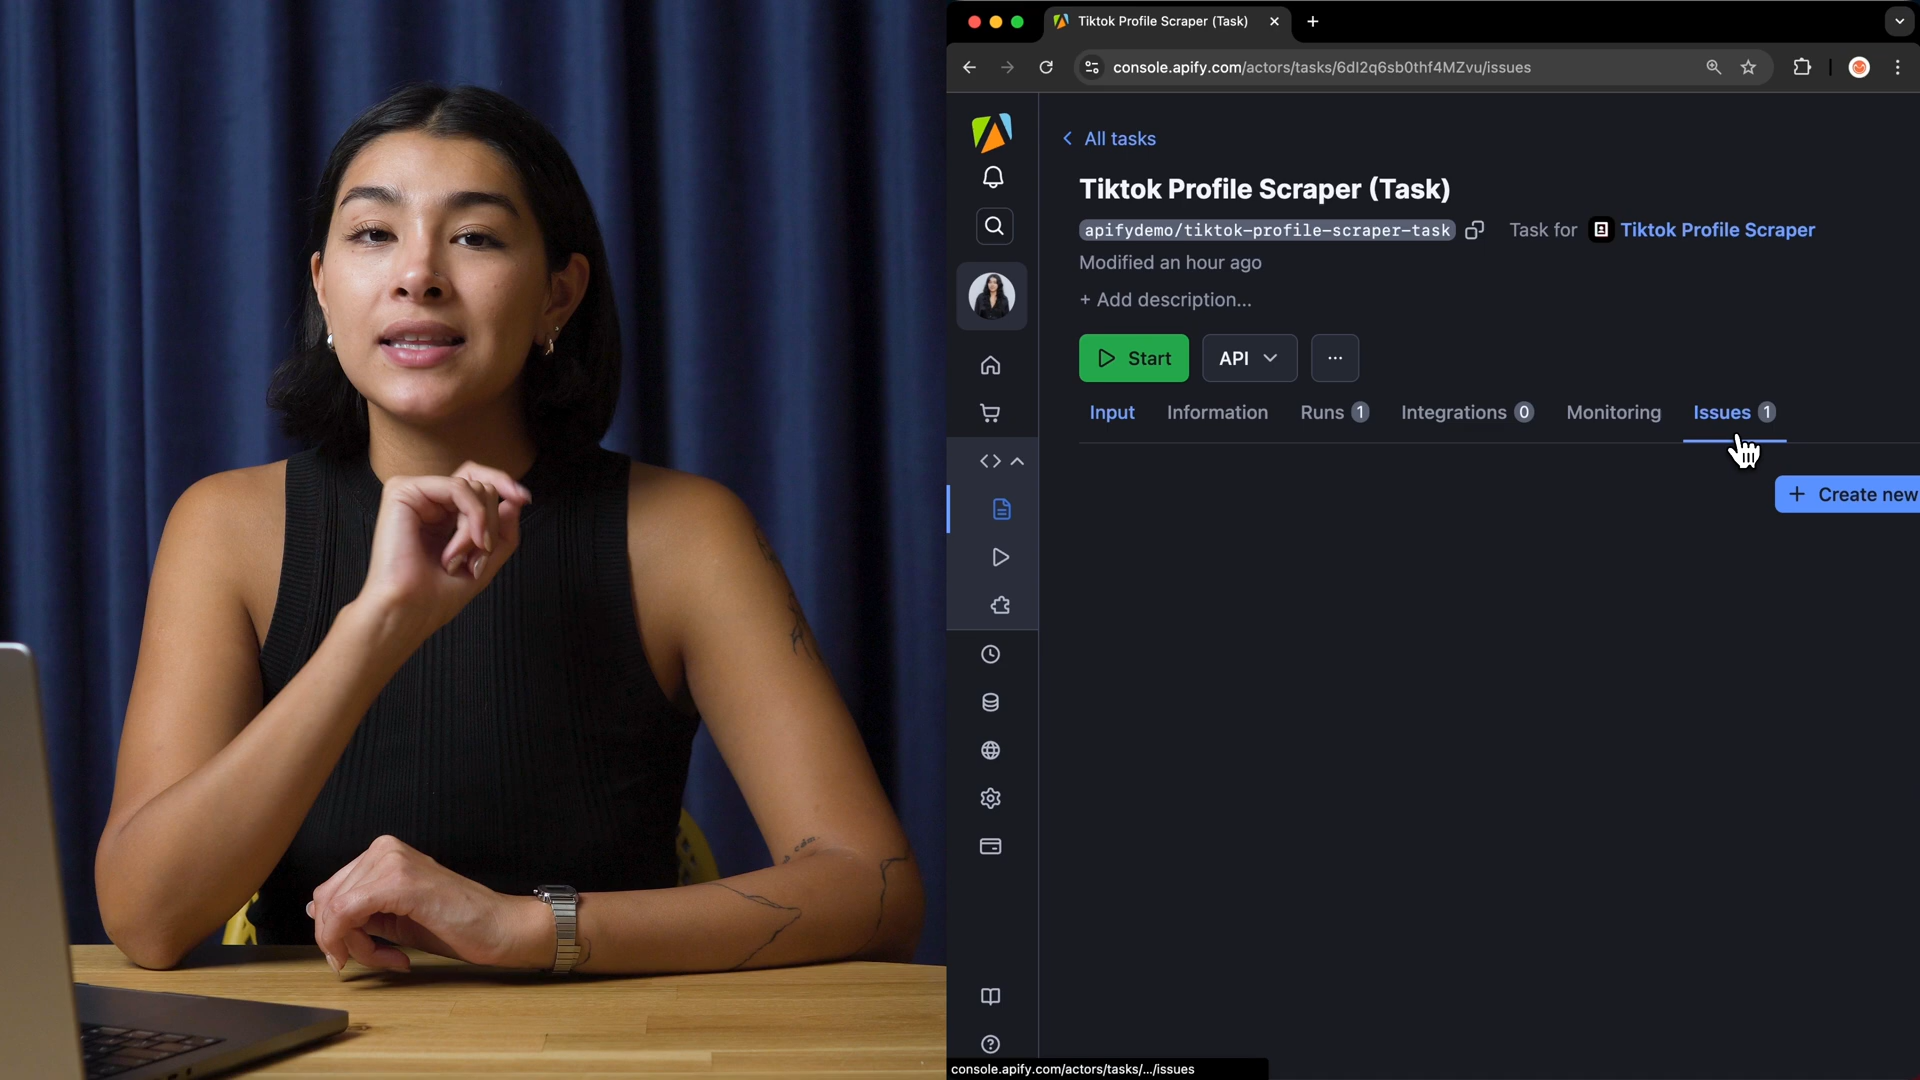 Tiktok Profile Scraper (Task)
console.apify.com/actors/tasks/6dI2q6sb0thf4MZvu/issues
All tasks
Tiktok Profile Scraper (Task)
apifydemo/tiktok-profile-scraper-task Task for Tiktok Profile Scraper
Modified an hour ago
+ Add description...
Start API
Input Information Runs 1 Integrations 0 Monitoring Issues 1
+ Create new
console.apify.com/actors/tasks/.../issues